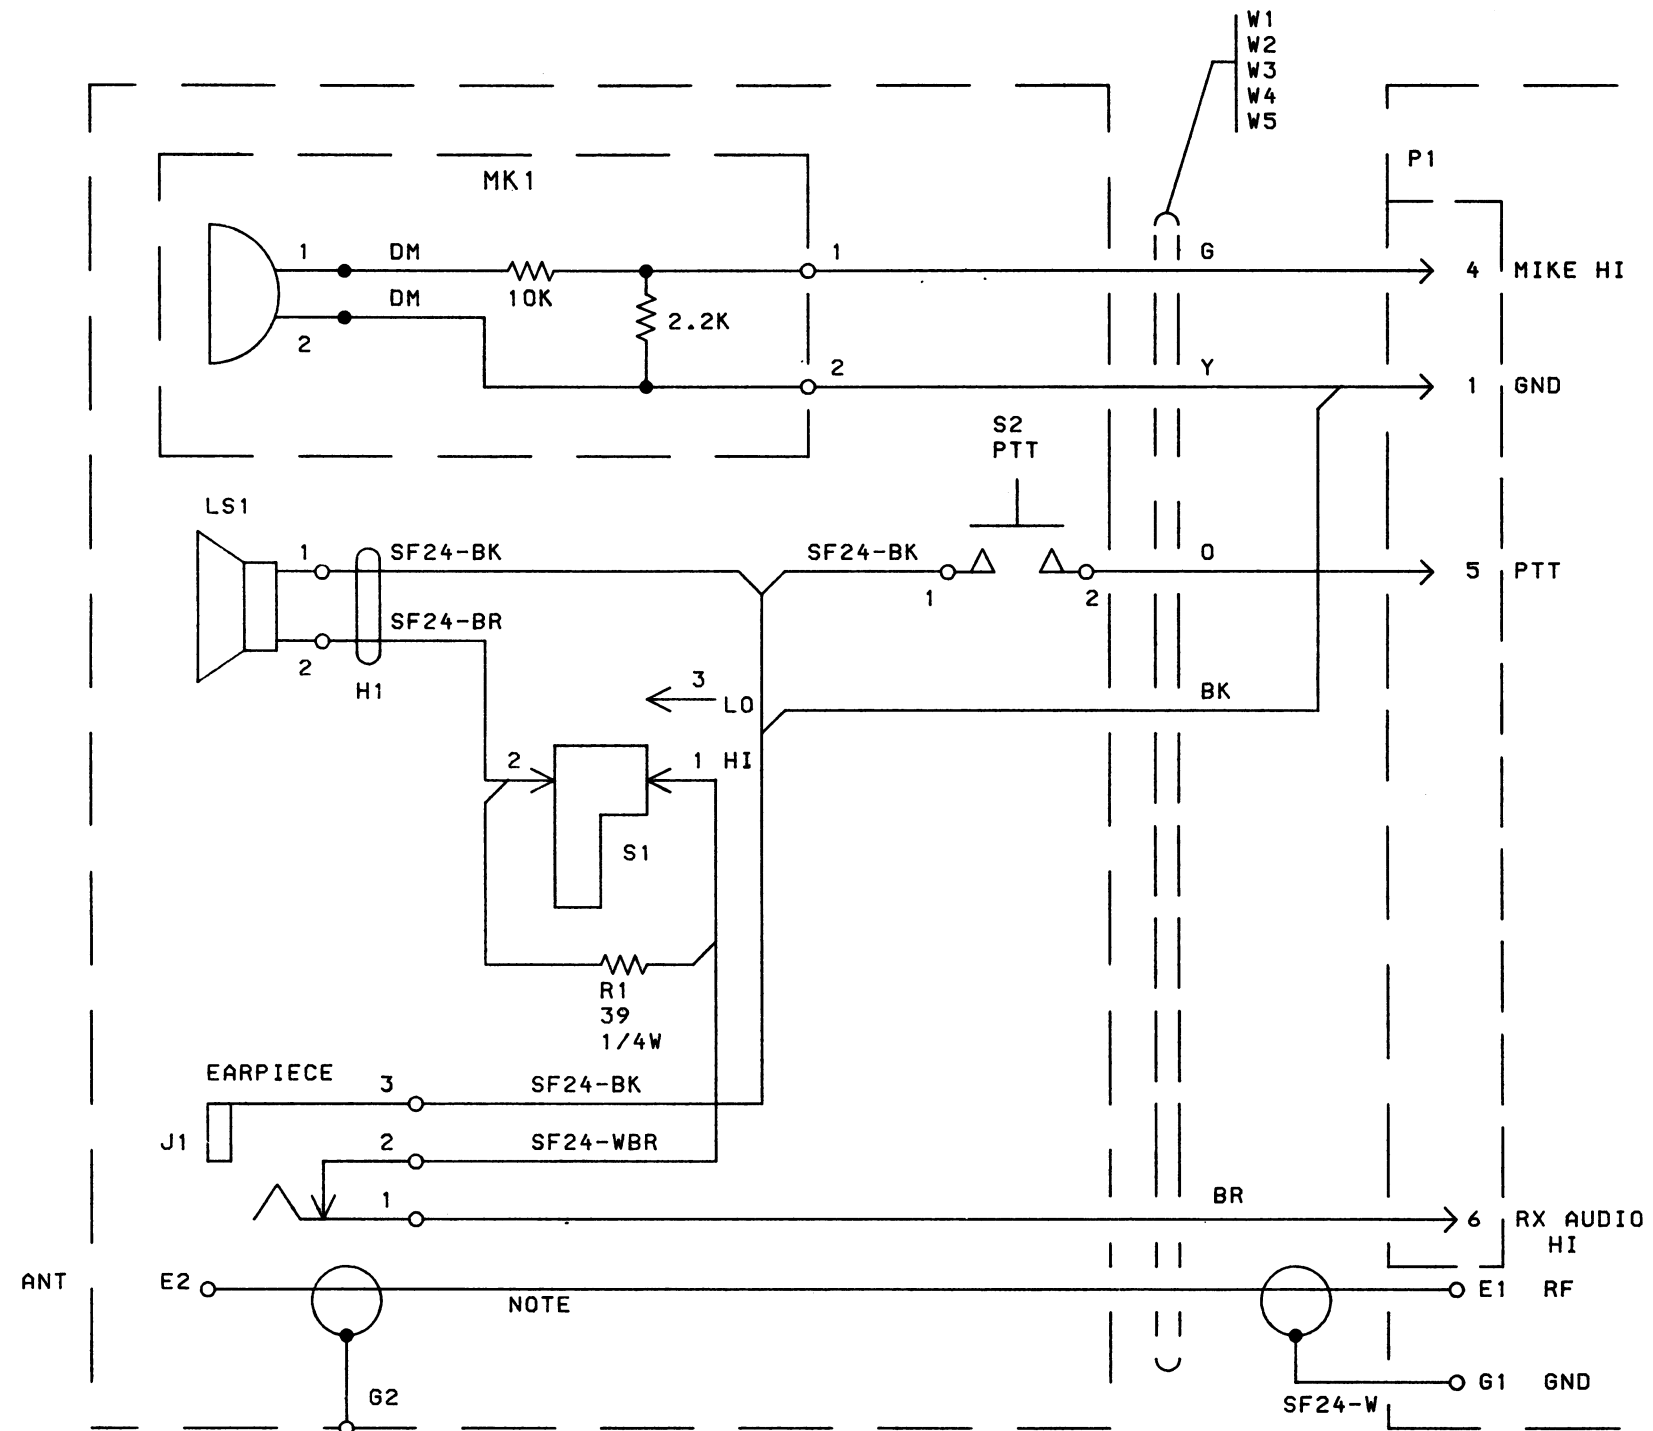 W1
W2
W3
W4
W5
P1
MK1
1
DM
10K
DM
2
2.2K
1
G
4 MIKE HI
2
Y
1 GND
S2
PTT
LS1
1
SF24-BK
SF24-BK
1
2
O
5 PTT
SF24-BR
2
H1
3
LO
BK
2
1
HI
S1
R1
39
1/4W
EARPIECE
3
SF24-BK
J1
2
SF24-WBR
1
BR
6 RX AUDIO
HI
ANT
E2
NOTE
E1 RF
G2
G1 GND
SF24-W